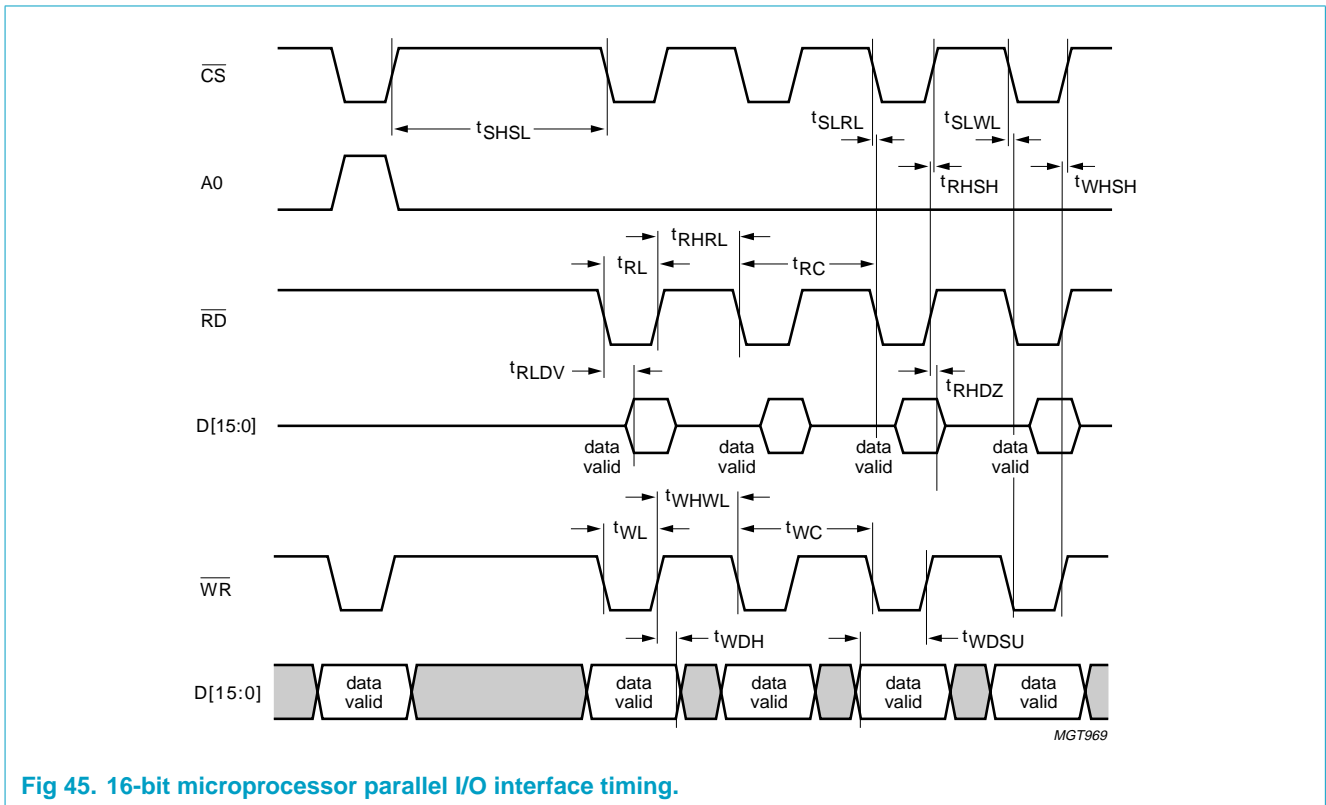 CS
tSLRL
tSLWL
tSHSL
A0
tRHSH
tWHSH
tRHRL
tRL
tRC
RD
tRLDV
tRHDZ
D[15:0]
data valid
data valid
data valid
data valid
tWHWL
tWL
tWC
WR
tWDH
tWDSU
D[15:0]
data valid
data valid
data valid
data valid
data valid
MGT969
Fig 45. 16-bit microprocessor parallel I/O interface timing.